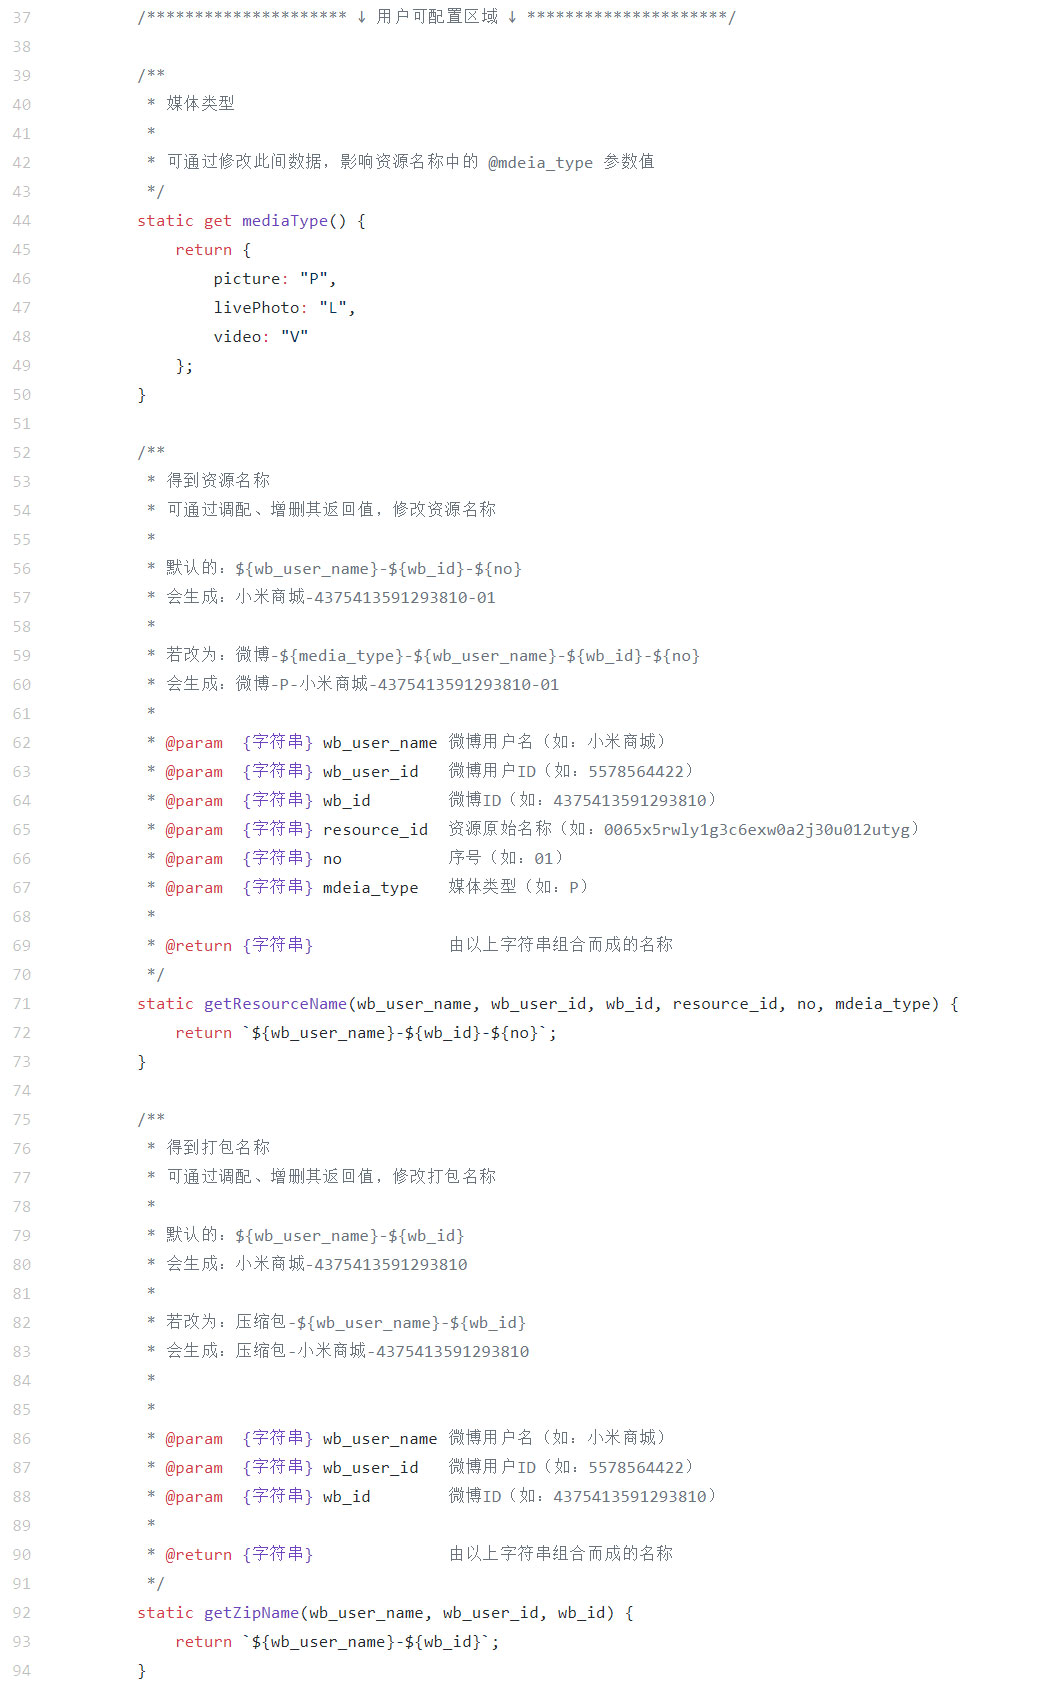 37 /********************* ↓ 用户可配置区域 ↓ *********************/
38
39 /**
40 * 媒体类型
41 *
42 * 可通过修改此间数据，影响资源名称中的 @mdeia_type 参数值
43 */
44 static get mediaType() {
45 return {
46 picture: "P",
47 livePhoto: "L",
48 video: "V"
49 };
50 }
51
52 /**
53 * 得到资源名称
54 * 可通过调配、增删其返回值，修改资源名称
55 *
56 * 默认的：${wb_user_name}-${wb_id}-${no}
57 * 会生成：小米商城-4375413591293810-01
58 *
59 * 若改为：微博-${media_type}-${wb_user_name}-${wb_id}-${no}
60 * 会生成：微博-P-小米商城-4375413591293810-01
61 *
62 * @param {字符串} wb_user_name 微博用户名（如：小米商城）
63 * @param {字符串} wb_user_id 微博用户ID（如：5578564422）
64 * @param {字符串} wb_id 微博ID（如：4375413591293810）
65 * @param {字符串} resource_id 资源原始名称（如：0065x5rwly1g3c6exw0a2j30u012utyg）
66 * @param {字符串} no 序号（如：01）
67 * @param {字符串} mdeia_type 媒体类型（如：P）
68 *
69 * @return {字符串} 由以上字符串组合而成的名称
70 */
71 static getResourceName(wb_user_name, wb_user_id, wb_id, resource_id, no, mdeia_type) {
72 return `${wb_user_name}-${wb_id}-${no}`;
73 }
74
75 /**
76 * 得到打包名称
77 * 可通过调配、增删其返回值，修改打包名称
78 *
79 * 默认的：${wb_user_name}-${wb_id}
80 * 会生成：小米商城-4375413591293810
81 *
82 * 若改为：压缩包-${wb_user_name}-${wb_id}
83 * 会生成：压缩包-小米商城-4375413591293810
84 *
85 *
86 * @param {字符串} wb_user_name 微博用户名（如：小米商城）
87 * @param {字符串} wb_user_id 微博用户ID（如：5578564422）
88 * @param {字符串} wb_id 微博ID（如：4375413591293810）
89 *
90 * @return {字符串} 由以上字符串组合而成的名称
91 */
92 static getZipName(wb_user_name, wb_user_id, wb_id) {
93 return `${wb_user_name}-${wb_id}`;
94 }